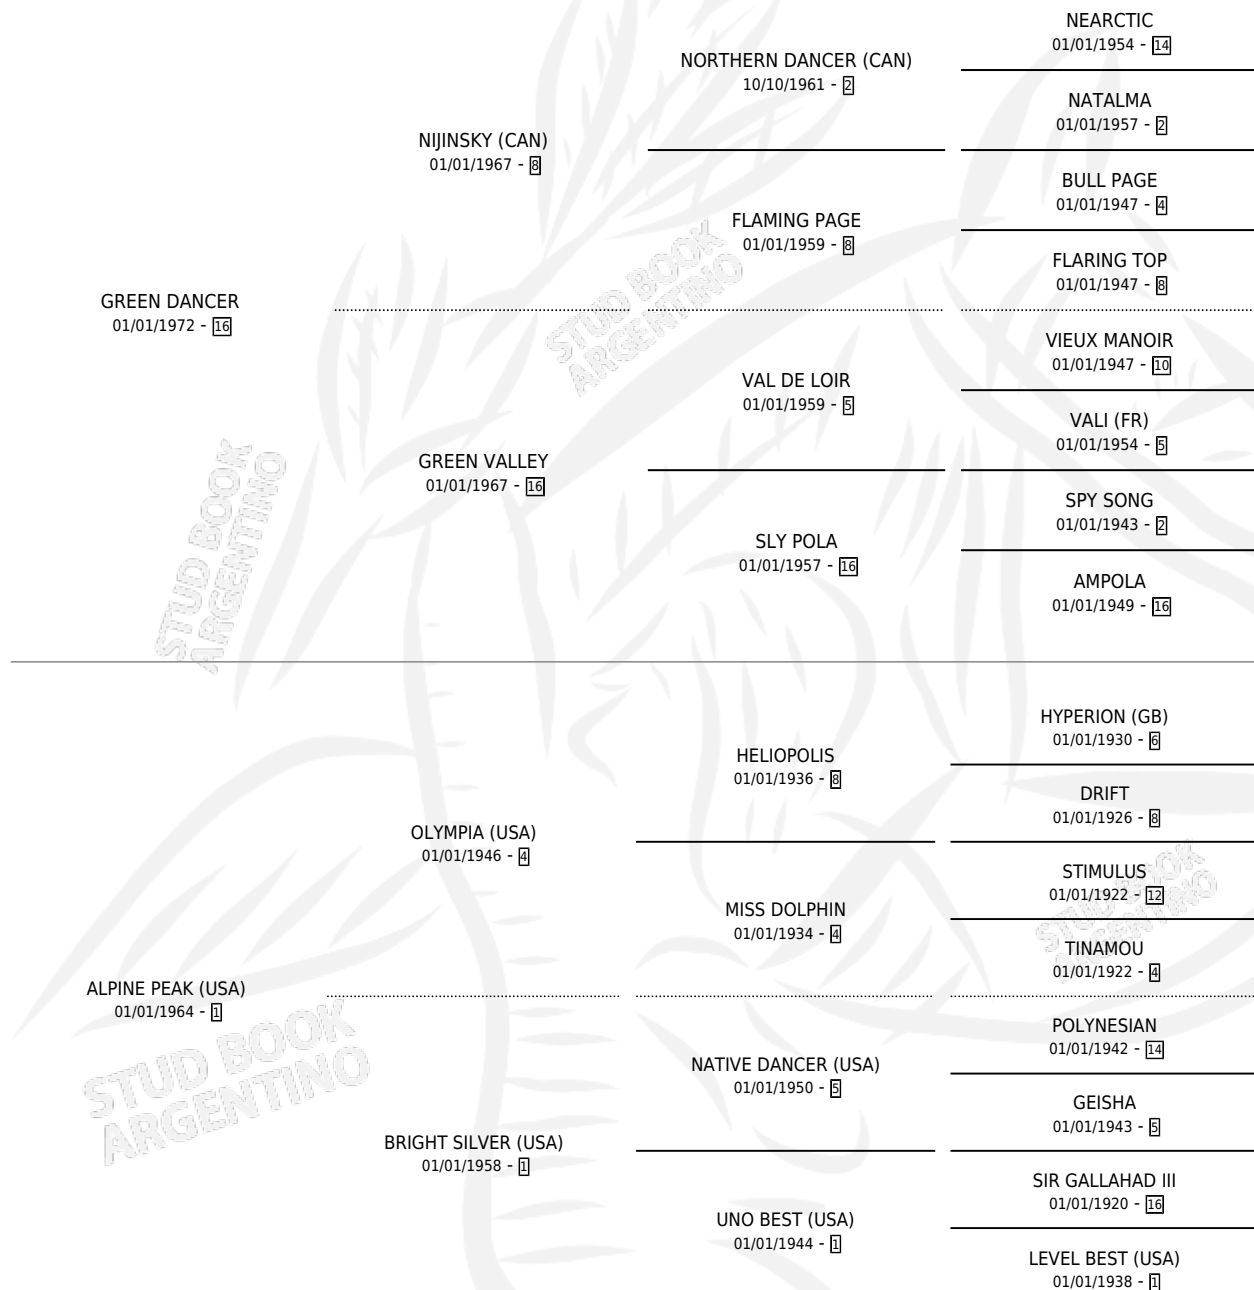 NEARCTIC
01/01/1954 - 14
NORTHERN DANCER (CAN)
10/10/1961 - 2
NATALMA
01/01/1957 - 2
NIJINSKY (CAN)
01/01/1967 - 8
BULL PAGE
01/01/1947 - 4
FLAMING PAGE
01/01/1959 - 8
FLARING TOP
01/01/1947 - 8
GREEN DANCER
01/01/1972 - 16
VIEUX MANOIR
01/01/1947 - 10
VAL DE LOIR
01/01/1959 - 5
VALI (FR)
01/01/1954 - 5
GREEN VALLEY
01/01/1967 - 16
SPY SONG
01/01/1943 - 2
SLY POLA
01/01/1957 - 16
AMPOLA
01/01/1949 - 16
HYPERION (GB)
01/01/1930 - 6
HELIOPOLIS
01/01/1936 - 8
DRIFT
01/01/1926 - 8
OLYMPIA (USA)
01/01/1946 - 4
STIMULUS
01/01/1922 - 12
MISS DOLPHIN
01/01/1934 - 4
TINAMOU
01/01/1922 - 4
ALPINE PEAK (USA)
01/01/1964 - 1
POLYNESIAN
01/01/1942 - 14
NATIVE DANCER (USA)
01/01/1950 - 5
GEISHA
01/01/1943 - 5
BRIGHT SILVER (USA)
01/01/1958 - 1
SIR GALLAHAD III
01/01/1920 - 16
UNO BEST (USA)
01/01/1944 - 1
LEVEL BEST (USA)
01/01/1938 - 1
STUD BOOK
ARGENTINO
STUD BOOK
ARGENTINO
STUD BOOK
ARGENTINO
STUD BOOK
ARGENTINO